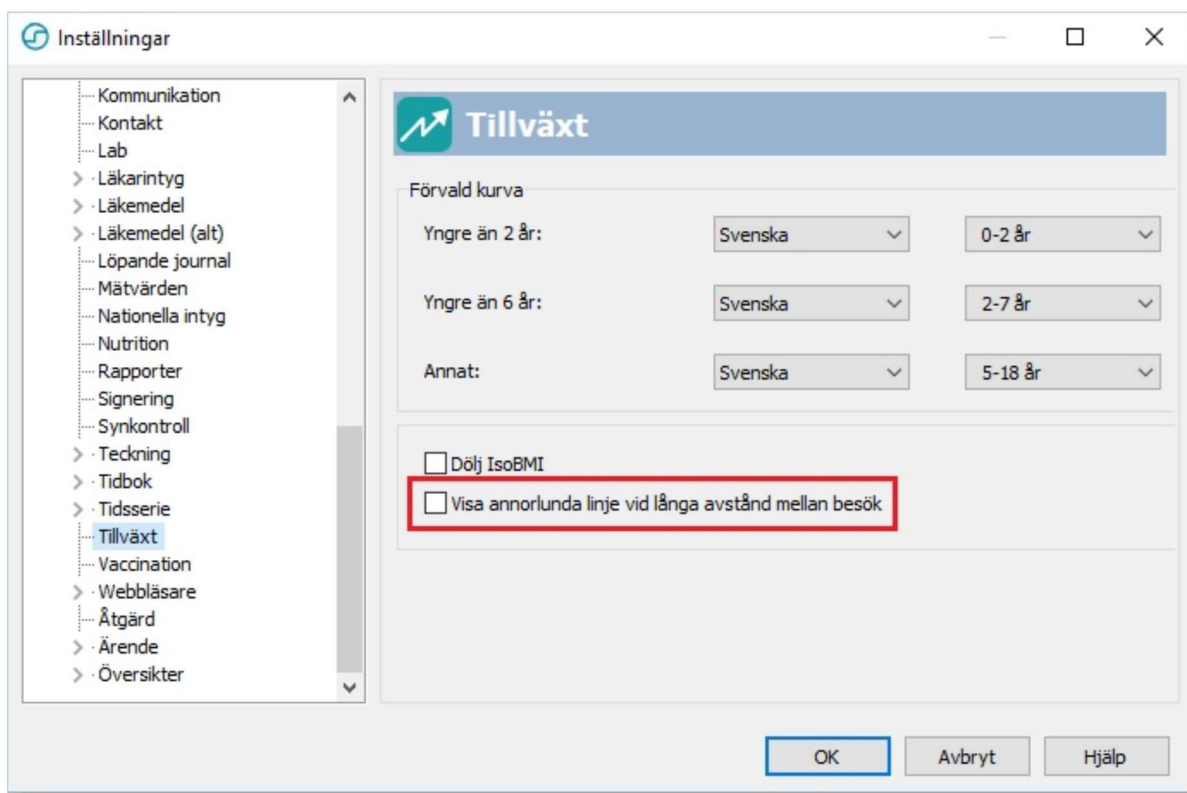 Inställningar
Kommunikation
Kontakt
Lab
Läkarintyg
Läkemedel
Läkemedel (alt)
Löpande journal
Mätvärden
Nationella intyg
Nutrition
Rapporter
Signering
Synkontroll
Teckning
Tidbok
Tidsserie
Tillväxt
Vaccination
Webbläsare
Åtgärd
Ärende
Översikter
Tillväxt
Förvald kurva
Yngre än 2 år: Svenska 0-2 år
Yngre än 6 år: Svenska 2-7 år
Annat: Svenska 5-18 år
Dölj IsoBMI
Visa annorlunda linje vid långa avstånd mellan besök
OK Avbryt Hjälp